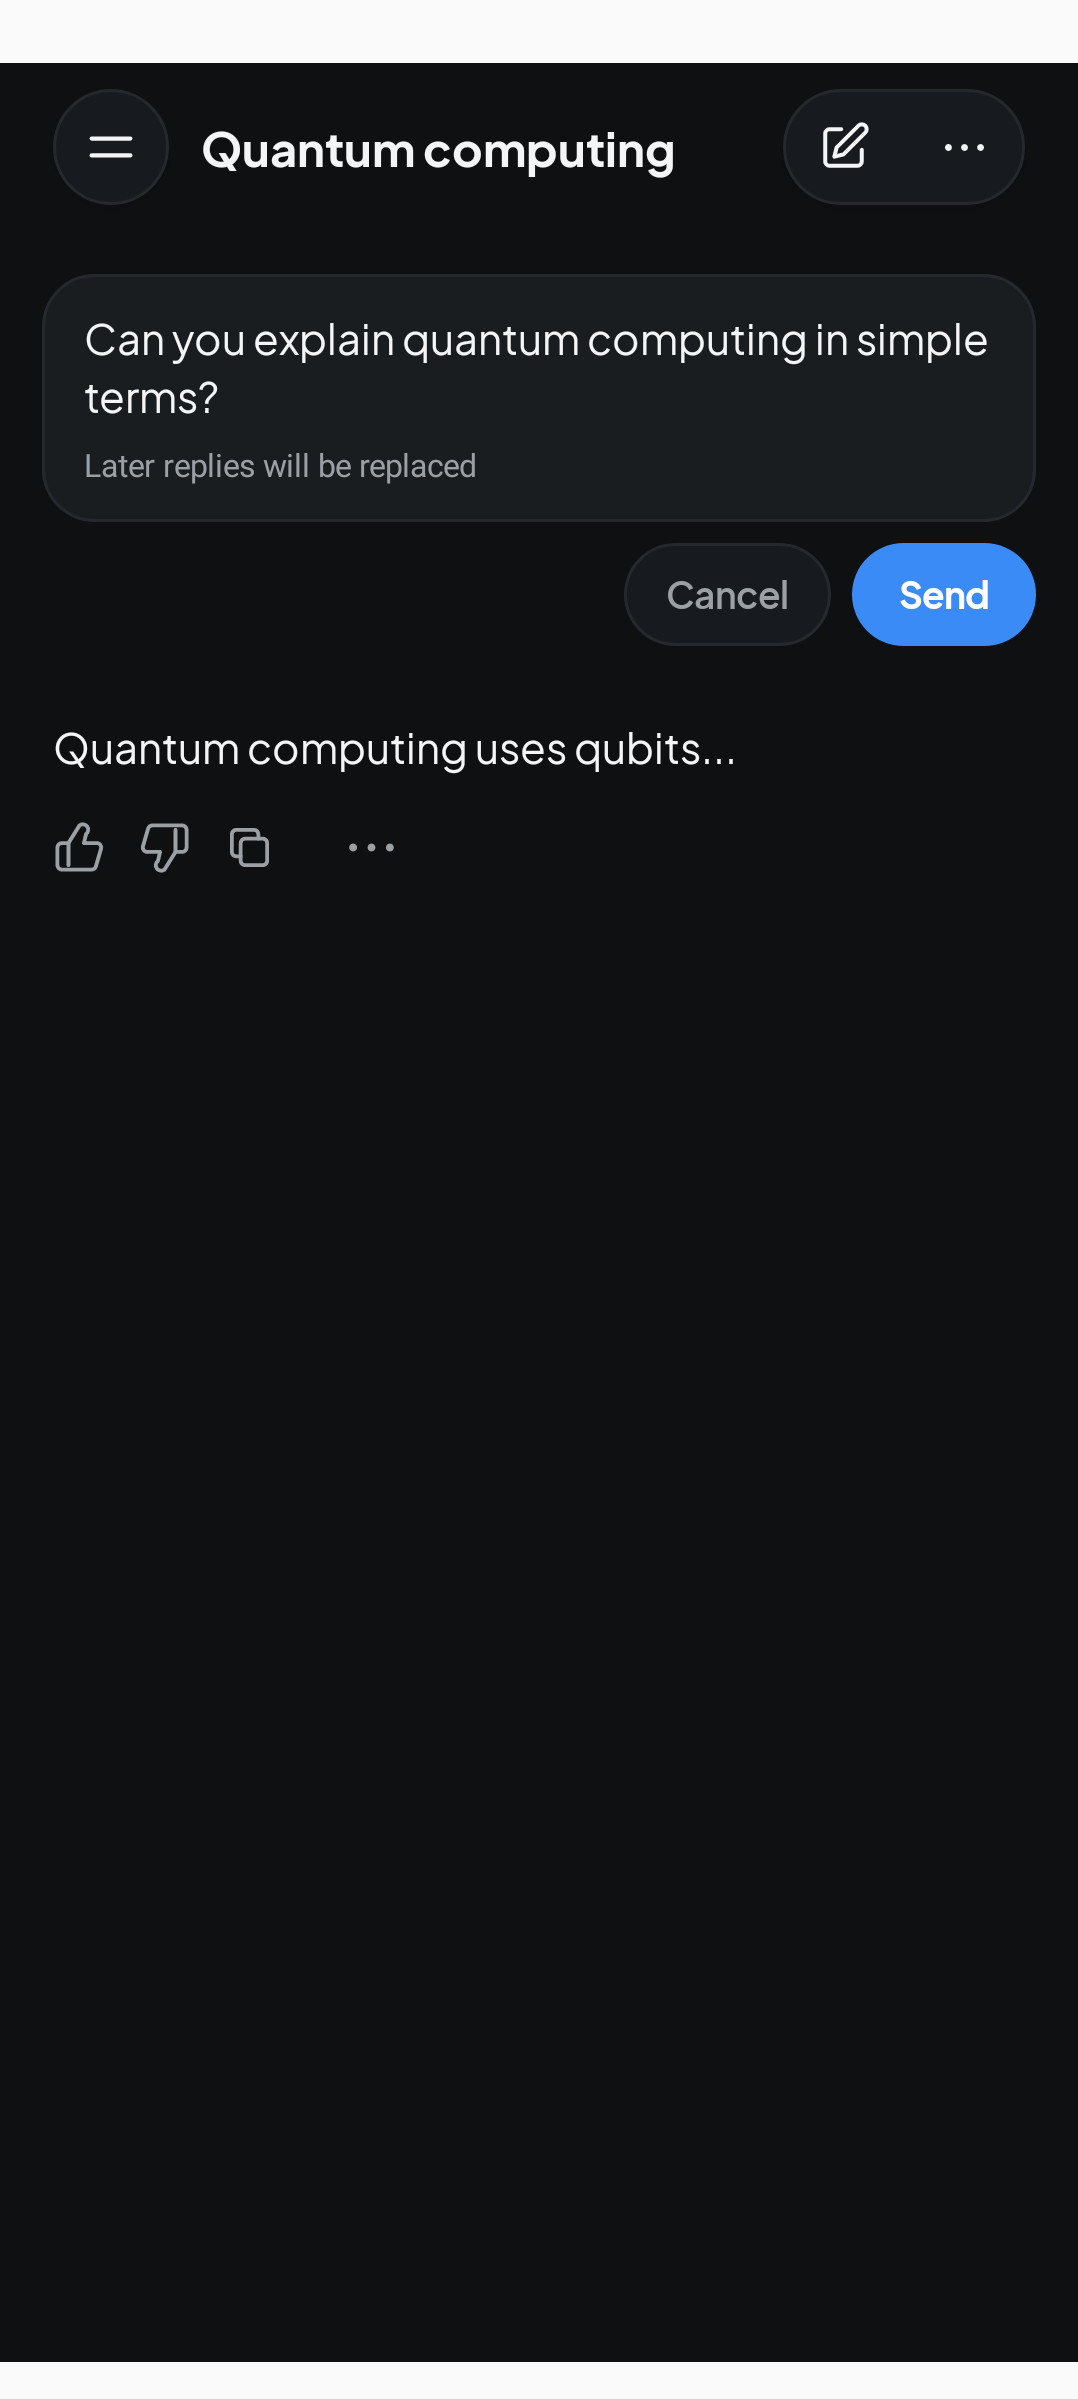 Quantum computing
Can you explain quantum computing in simple
terms?
Later replies will be replaced
Cancel
Send
Quantum computing uses qubits...